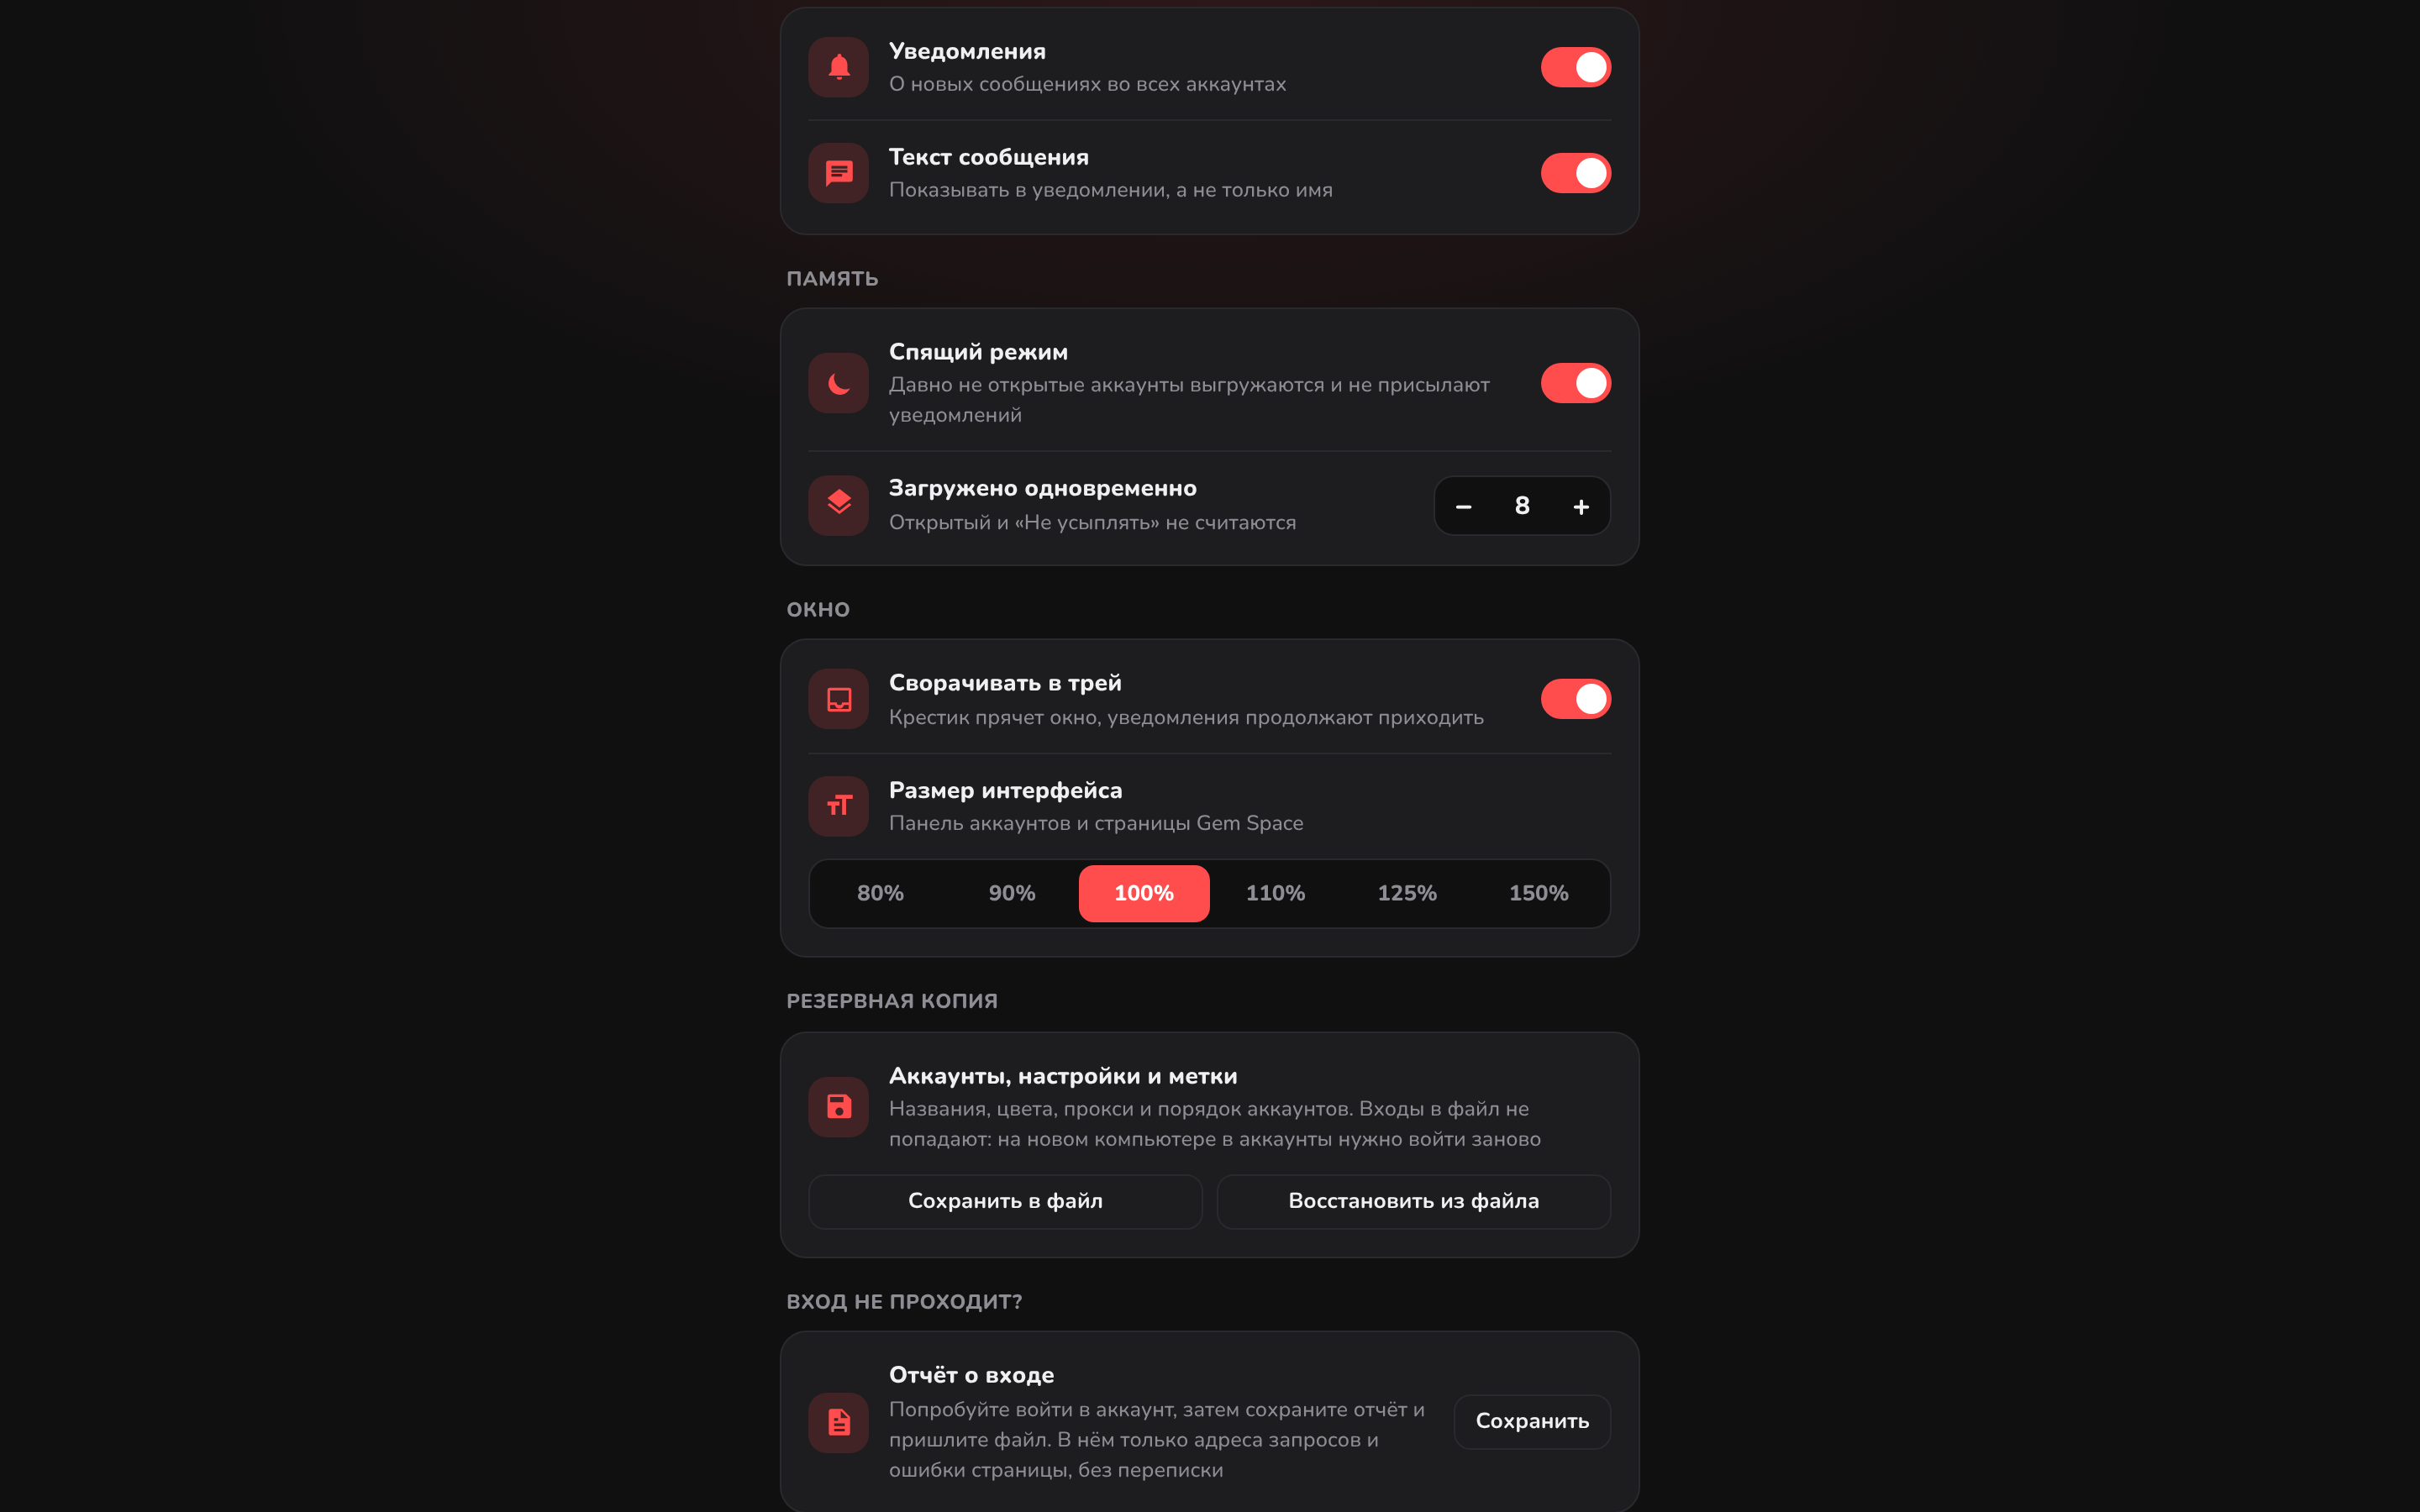 Уведомления
О новых сообщениях во всех аккаунтах
Текст сообщения
Показывать в уведомлении, а не только имя
ПАМЯТЬ
Спящий режим
Давно не открытые аккаунты выгружаются и не присылают
уведомлений
Загружено одновременно
Открытый и «Не усыплять» не считаются
− 8 +
ОКНО
Сворачивать в трей
Крестик прячет окно, уведомления продолжают приходить
Размер интерфейса
Панель аккаунтов и страницы Gem Space
80% 90% 100% 110% 125% 150%
РЕЗЕРВНАЯ КОПИЯ
Аккаунты, настройки и метки
Названия, цвета, прокси и порядок аккаунтов. Входы в файл не
попадают: на новом компьютере в аккаунты нужно войти заново
Сохранить в файл Восстановить из файла
ВХОД НЕ ПРОХОДИТ?
Отчёт о входе
Попробуйте войти в аккаунт, затем сохраните отчёт и
пришлите файл. В нём только адреса запросов и
ошибки страницы, без переписки
Сохранить